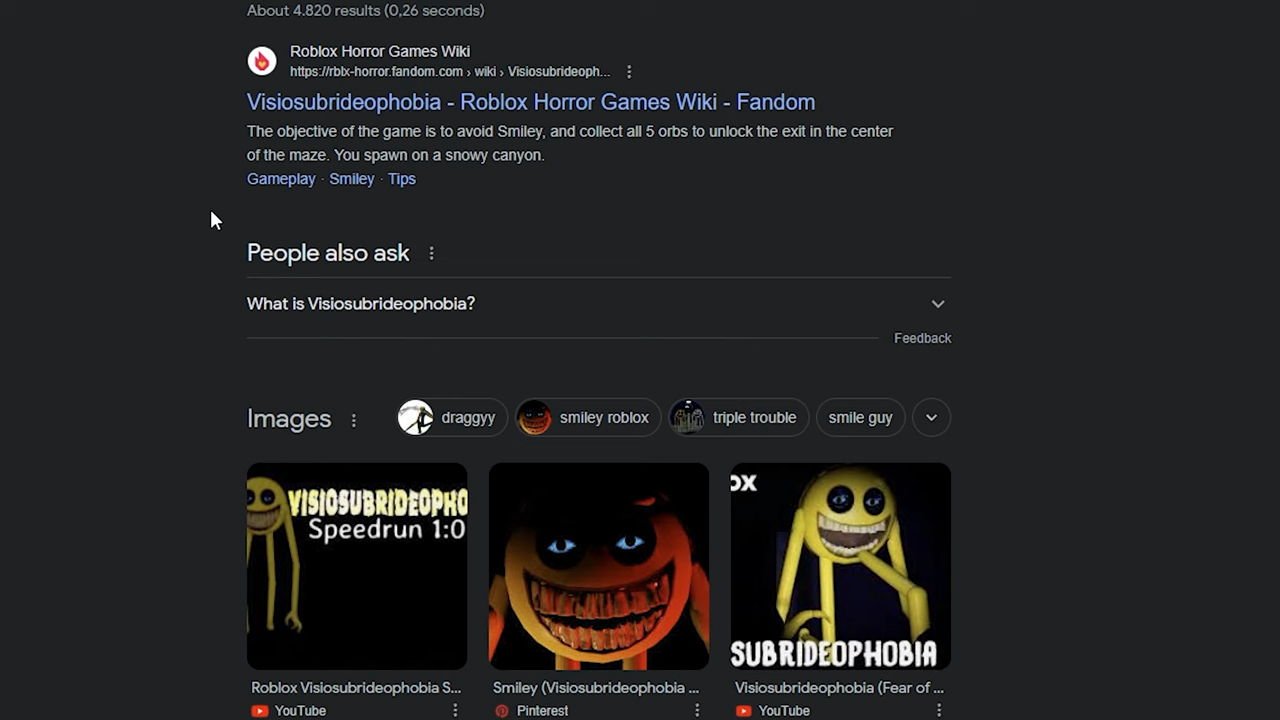 About 4.820 results (0,26 seconds)
Roblox Horror Games Wiki
https://rblx-horror.fandom.com › wiki › Visiosubrideoph...
Visiosubrideophobia - Roblox Horror Games Wiki - Fandom
The objective of the game is to avoid Smiley, and collect all 5 orbs to unlock the exit in the center
of the maze. You spawn on a snowy canyon.
Gameplay · Smiley · Tips
People also ask
What is Visiosubrideophobia?
Feedback
Images
draggyy
smiley roblox
triple trouble
smile guy
VISIOSUBRIDEOPHO
Speedrun 1:0
OX
SUBRIDEOPHOBIA
Roblox Visiosubrideophobia S...
Smiley (Visiosubrideophobia ...
Visiosubrideophobia (Fear of ...
YouTube
Pinterest
YouTube